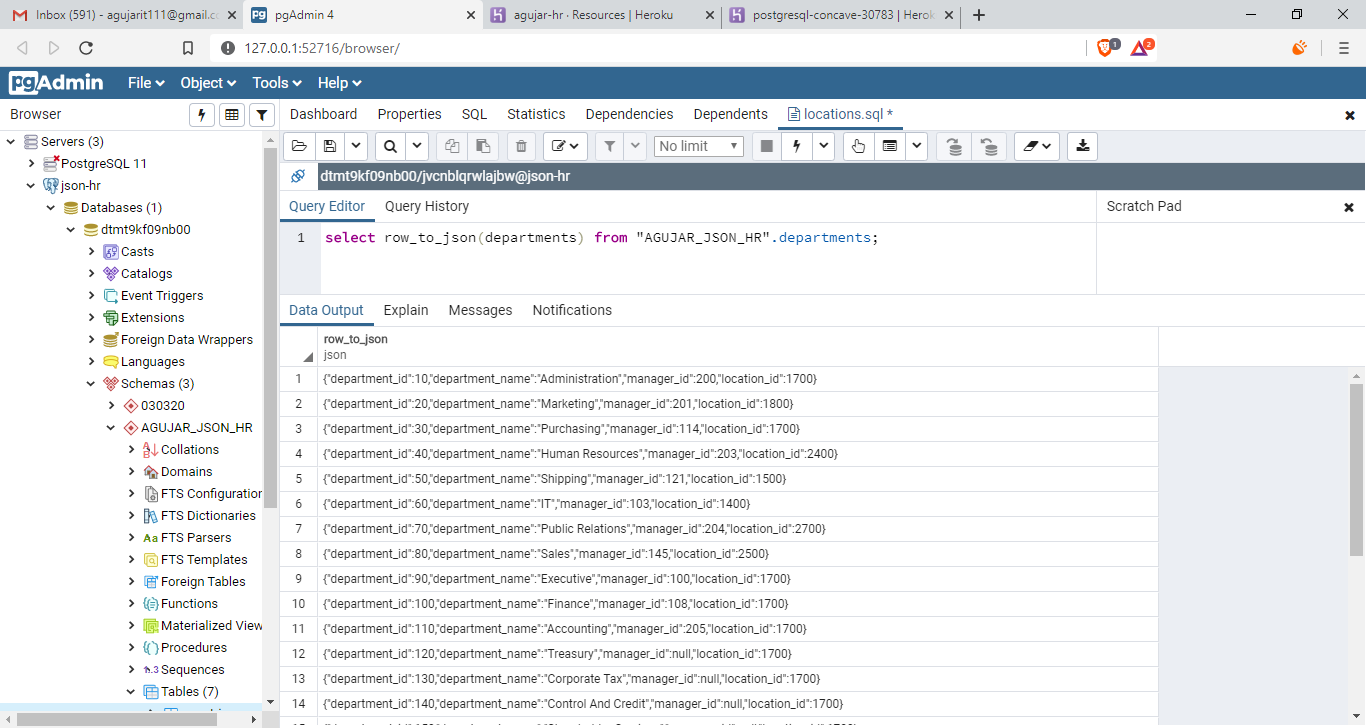 Inbox (591) - agujarit111@gmail.c
pgAdmin 4
agujar-hr · Resources | Heroku
postgresql-concave-30783 | Herok
127.0.0.1:52716/browser/
1
2
pgAdmin
File
Object
Tools
Help
Browser
Dashboard
Properties
SQL
Statistics
Dependencies
Dependents
locations.sql *
No limit
dtmt9kf09nb00/jvcnblqrwlajbw@json-hr
Query Editor
Query History
Scratch Pad
1 select row_to_json(departments) from "AGUJAR_JSON_HR".departments;
Servers (3)
PostgreSQL 11
json-hr
Databases (1)
dtmt9kf09nb00
Casts
Catalogs
Event Triggers
Extensions
Foreign Data Wrappers
Languages
Schemas (3)
030320
AGUJAR_JSON_HR
Collations
Domains
FTS Configuration
FTS Dictionaries
Aa FTS Parsers
FTS Templates
Foreign Tables
Functions
Materialized View
Procedures
1..3 Sequences
Tables (7)
Data Output
Explain
Messages
Notifications
row_to_json
json
1 {"department_id":10,"department_name":"Administration","manager_id":200,"location_id":1700}
2 {"department_id":20,"department_name":"Marketing","manager_id":201,"location_id":1800}
3 {"department_id":30,"department_name":"Purchasing","manager_id":114,"location_id":1700}
4 {"department_id":40,"department_name":"Human Resources","manager_id":203,"location_id":2400}
5 {"department_id":50,"department_name":"Shipping","manager_id":121,"location_id":1500}
6 {"department_id":60,"department_name":"IT","manager_id":103,"location_id":1400}
7 {"department_id":70,"department_name":"Public Relations","manager_id":204,"location_id":2700}
8 {"department_id":80,"department_name":"Sales","manager_id":145,"location_id":2500}
9 {"department_id":90,"department_name":"Executive","manager_id":100,"location_id":1700}
10 {"department_id":100,"department_name":"Finance","manager_id":108,"location_id":1700}
11 {"department_id":110,"department_name":"Accounting","manager_id":205,"location_id":1700}
12 {"department_id":120,"department_name":"Treasury","manager_id":null,"location_id":1700}
13 {"department_id":130,"department_name":"Corporate Tax","manager_id":null,"location_id":1700}
14 {"department_id":140,"department_name":"Control And Credit","manager_id":null,"location_id":1700}